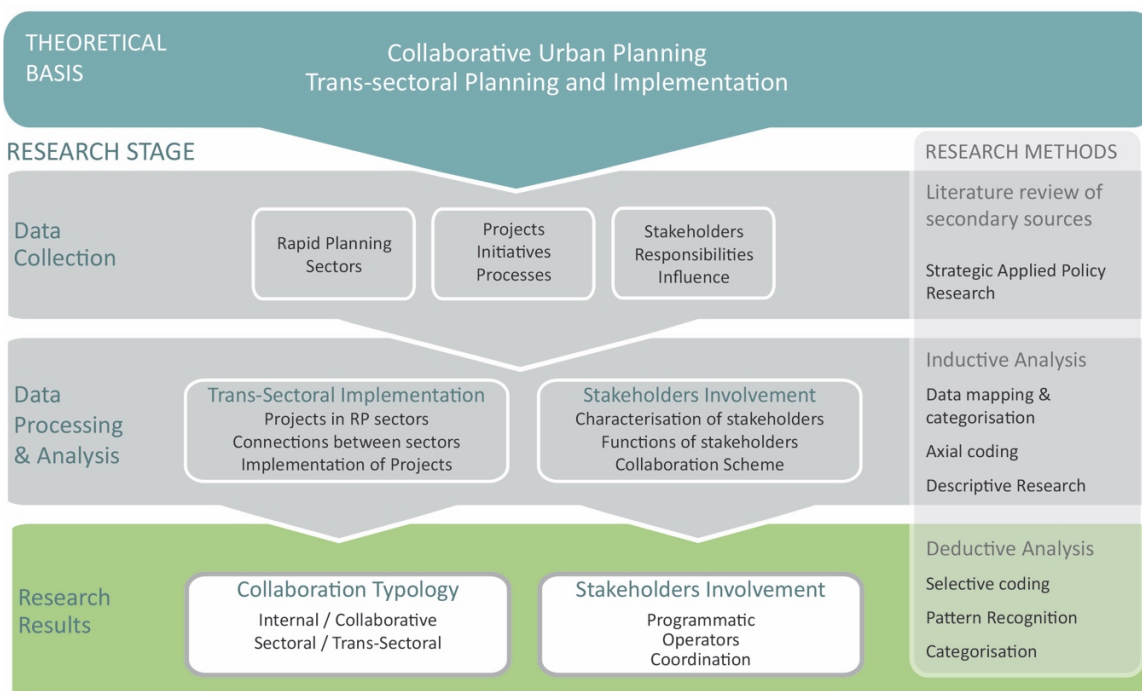 THEORETICAL
BASIS
Collaborative Urban Planning
Trans-sectoral Planning and Implementation
RESEARCH STAGE
RESEARCH METHODS
Data
Collection
Rapid Planning
Sectors
Projects
Initiatives
Processes
Stakeholders
Responsibilities
Influence
Literature review of
secondary sources
Strategic Applied Policy
Research
Data
Processing
& Analysis
Trans-Sectoral Implementation
Projects in RP sectors
Connections between sectors
Implementation of Projects
Stakeholders Involvement
Characterisation of stakeholders
Functions of stakeholders
Collaboration Scheme
Inductive Analysis
Data mapping &
categorisation
Axial coding
Descriptive Research
Research
Results
Collaboration Typology
Internal / Collaborative
Sectoral / Trans-Sectoral
Stakeholders Involvement
Programmatic
Operators
Coordination
Deductive Analysis
Selective coding
Pattern Recognition
Categorisation